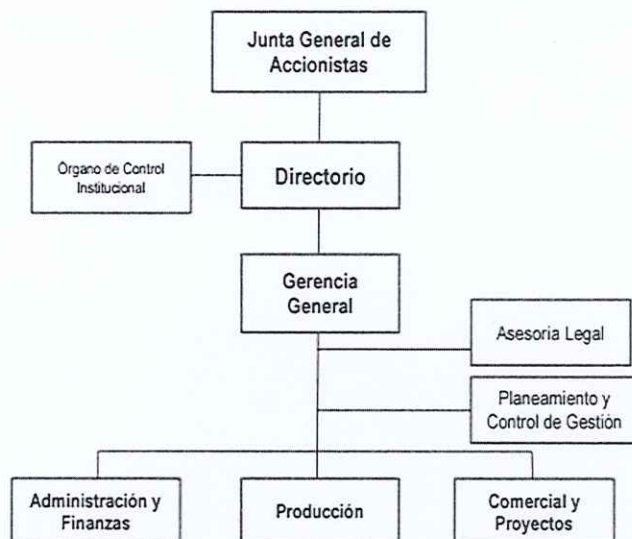 Junta General de
Accionistas
Órgano de Control
Institucional
Directorio
Gerencia
General
Asesoria Legal
Planeamiento y
Control de Gestión
Administración y
Finanzas
Producción
Comercial y
Proyectos